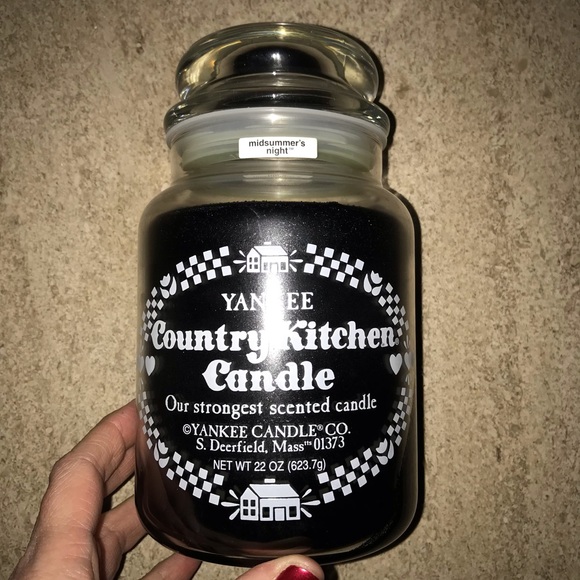 midsummer's
night™
YANKEE
Country Kitchen
Candle
Our strongest scented candle
©YANKEE CANDLE® CO.
S. Deerfield, Mass 01373
NET WT 22 OZ (623.7g)